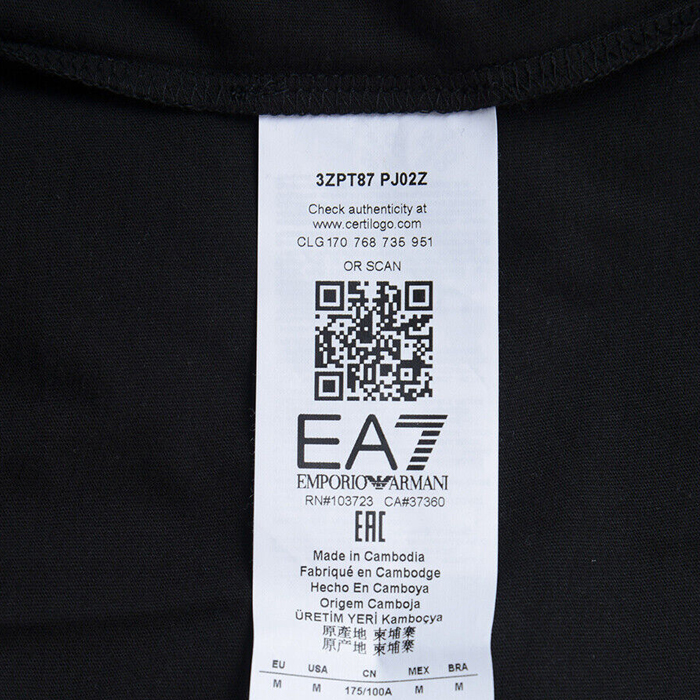 3ZPT87 PJ02Z
Check authenticity at
www.certilogo.com
CLG170 768 735 951
OR SCAN
EA7
EMPORIO ARMANI
RN#103723 CA#37360
EAC
Made in Cambodia
Fabriqué en Cambodge
Hecho En Camboya
Origem Camboja
ÜRETİM YERİ Kamboçya
原產地 柬埔寨
原产地 柬埔寨
EU USA CN MEX BRA
M M 175/100A M M